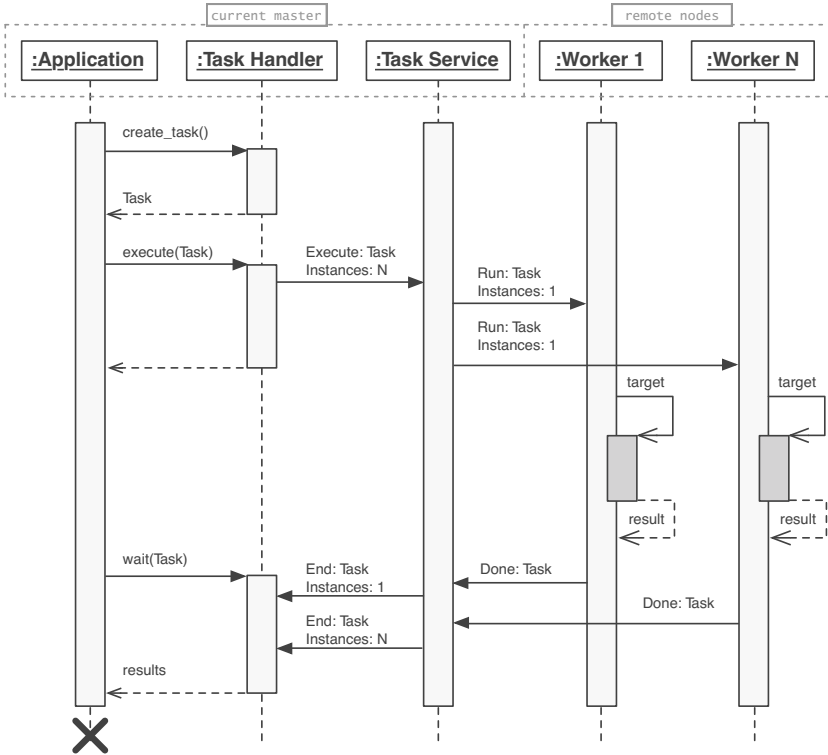 current master
remote nodes
:Application
:Task Handler
:Task Service
:Worker 1
:Worker N
create_task()
Task
execute(Task)
Execute: Task
Instances: N
Run: Task
Instances: 1
Run: Task
Instances: 1
target
target
result
result
wait(Task)
End: Task
Instances: 1
Done: Task
Done: Task
End: Task
Instances: N
results